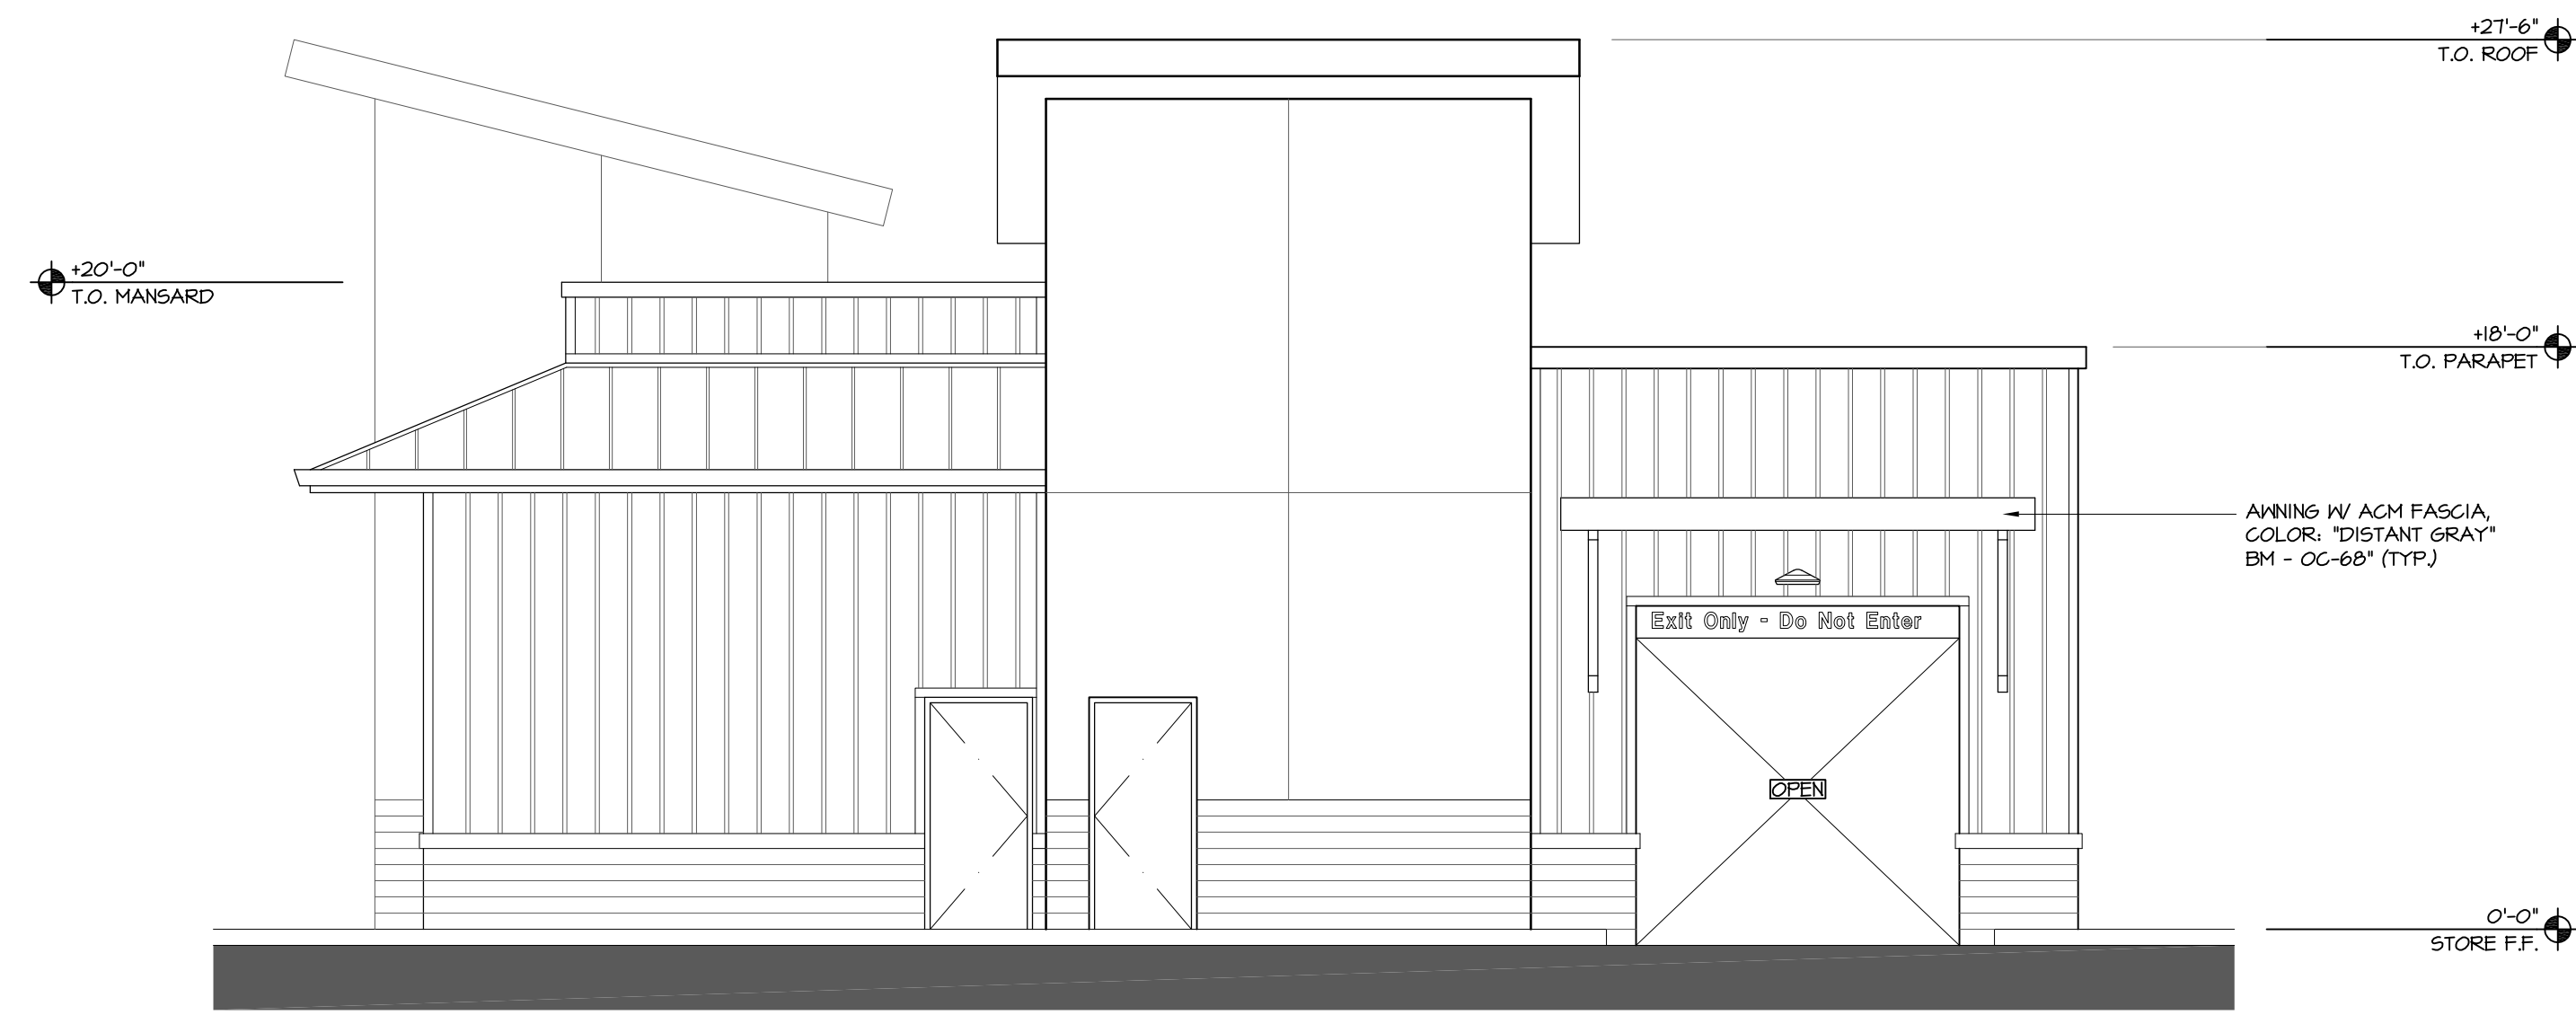 +27'-6"
T.O. ROOF
+20'-0"
T.O. MANSARD
+18'-0"
T.O. PARAPET
AWNING W/ ACM FASCIA,
COLOR: "DISTANT GRAY"
BM - OC-68" (TYP.)
Exit Only - Do Not Enter
OPEN
0'-0"
STORE F.F.